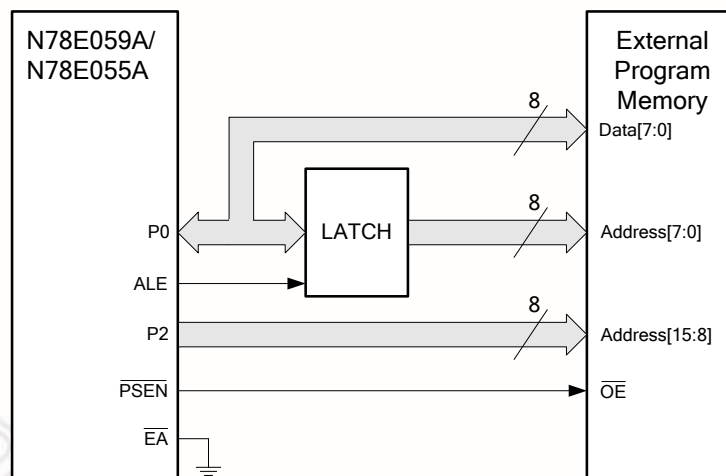 N78E059A/
N78E055A
External
Program
Memory
8
Data[7:0]
8
P0
LATCH
Address[7:0]
ALE
8
P2
Address[15:8]
PSEN
OE
EA